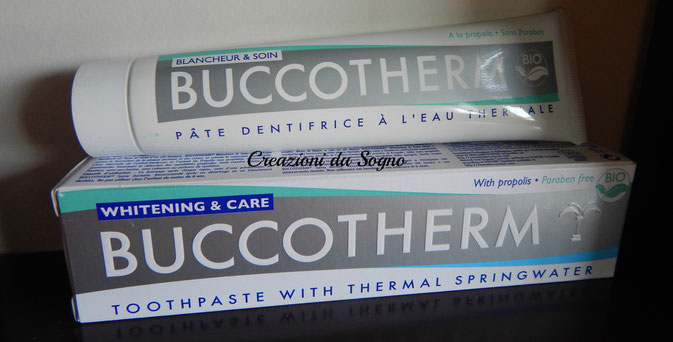 A la propolis • Sans Paraben
BLANCHEUR & SOIN
BUCCOTHERM
BIO
PÂTE DENTIFRICE À L'EAU THERMALE
Creazioni da Sogno
With propolis • Paraben free
BIO
WHITENING & CARE
BUCCOTHERM
TOOTHPASTE WITH THERMAL SPRINGWATER